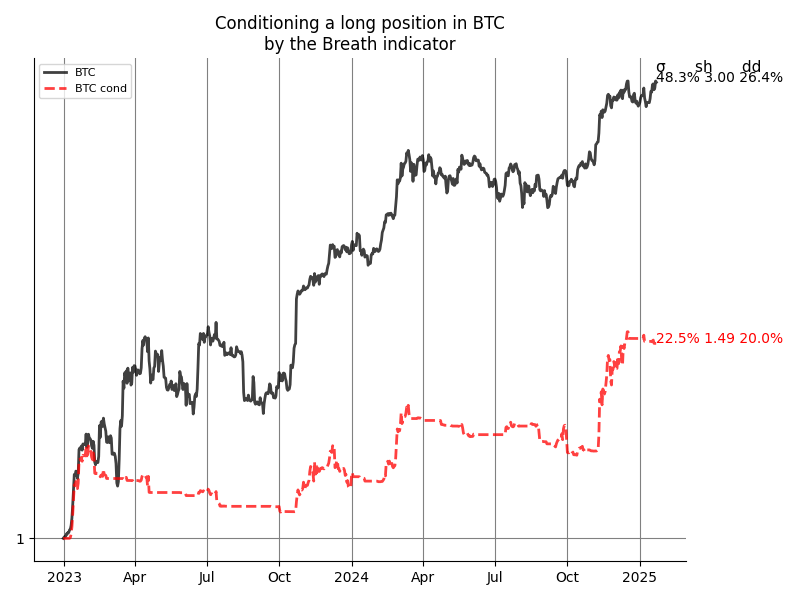 Conditioning a long position in BTC
by the Breath indicator
σ sh dd
48.3% 3.00 26.4%
BTC
BTC cond
22.5% 1.49 20.0%
1
2023 Apr Jul Oct 2024 Apr Jul Oct 2025